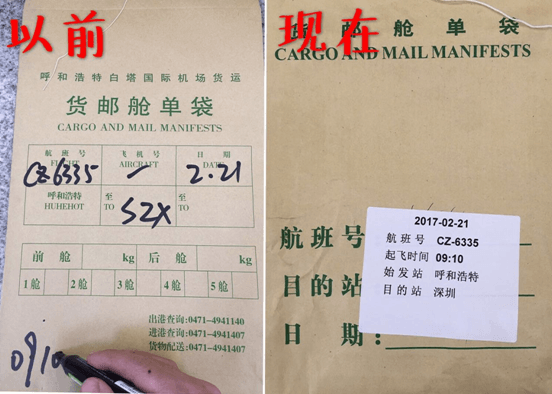 以前
呼和浩特白塔国际机场货运
货邮舱单袋
CARGO AND MAIL MANIFESTS
航班号 飞机号 日期
FLIGHT AIRCRAFT DATE
CZ6335 — 2.21
呼和浩特 至 至
HUHEHOT TO SZX TO
前舱 kg 后舱 kg
1舱 2舱 3舱 4舱 5舱
出港查询:0471-4941140
进港查询:0471-4941407
货物配送:0471-4941407
0910
现在
货邮舱单袋
CARGO AND MAIL MANIFESTS
航班号
目的站
日期:
2017-02-21
航班号 CZ-6335
起飞时间 09:10
始发站 呼和浩特
目的站 深圳